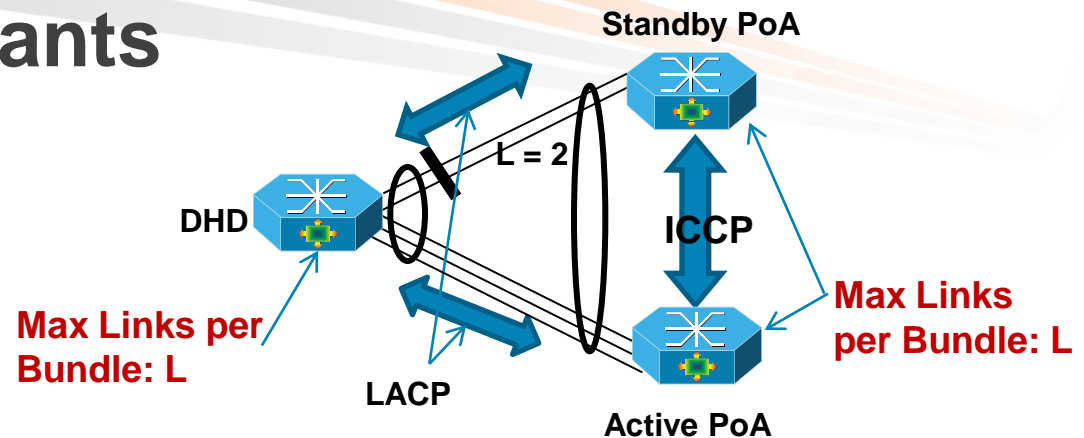 ants
Standby PoA
L = 2
DHD
ICCP
Max Links per
Bundle: L
Max Links
per Bundle: L
LACP
Active PoA